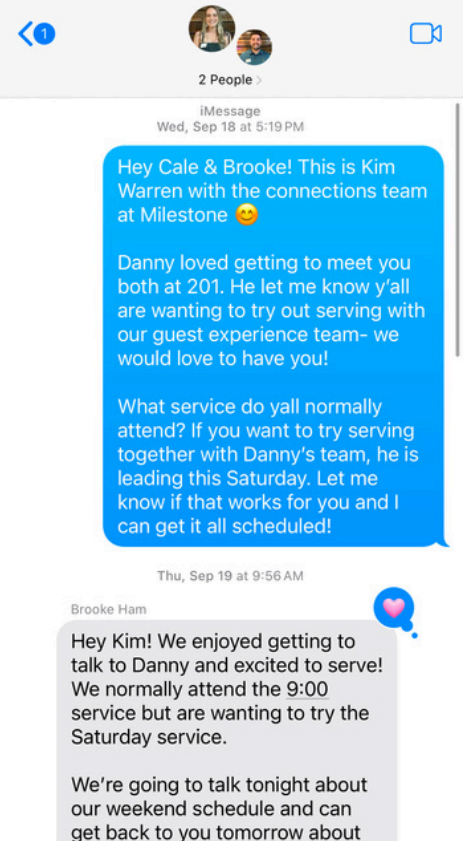 1
2 People >
iMessage
Wed, Sep 18 at 5:19 PM
Hey Cale & Brooke! This is Kim
Warren with the connections team
at Milestone 😊
Danny loved getting to meet you
both at 201. He let me know y'all
are wanting to try out serving with
our guest experience team- we
would love to have you!
What service do yall normally
attend? If you want to try serving
together with Danny's team, he is
leading this Saturday. Let me
know if that works for you and I
can get it all scheduled!
Thu, Sep 19 at 9:56 AM
Brooke Ham
Hey Kim! We enjoyed getting to
talk to Danny and excited to serve!
We normally attend the 9:00
service but are wanting to try the
Saturday service.
We're going to talk tonight about
our weekend schedule and can
get back to you tomorrow about